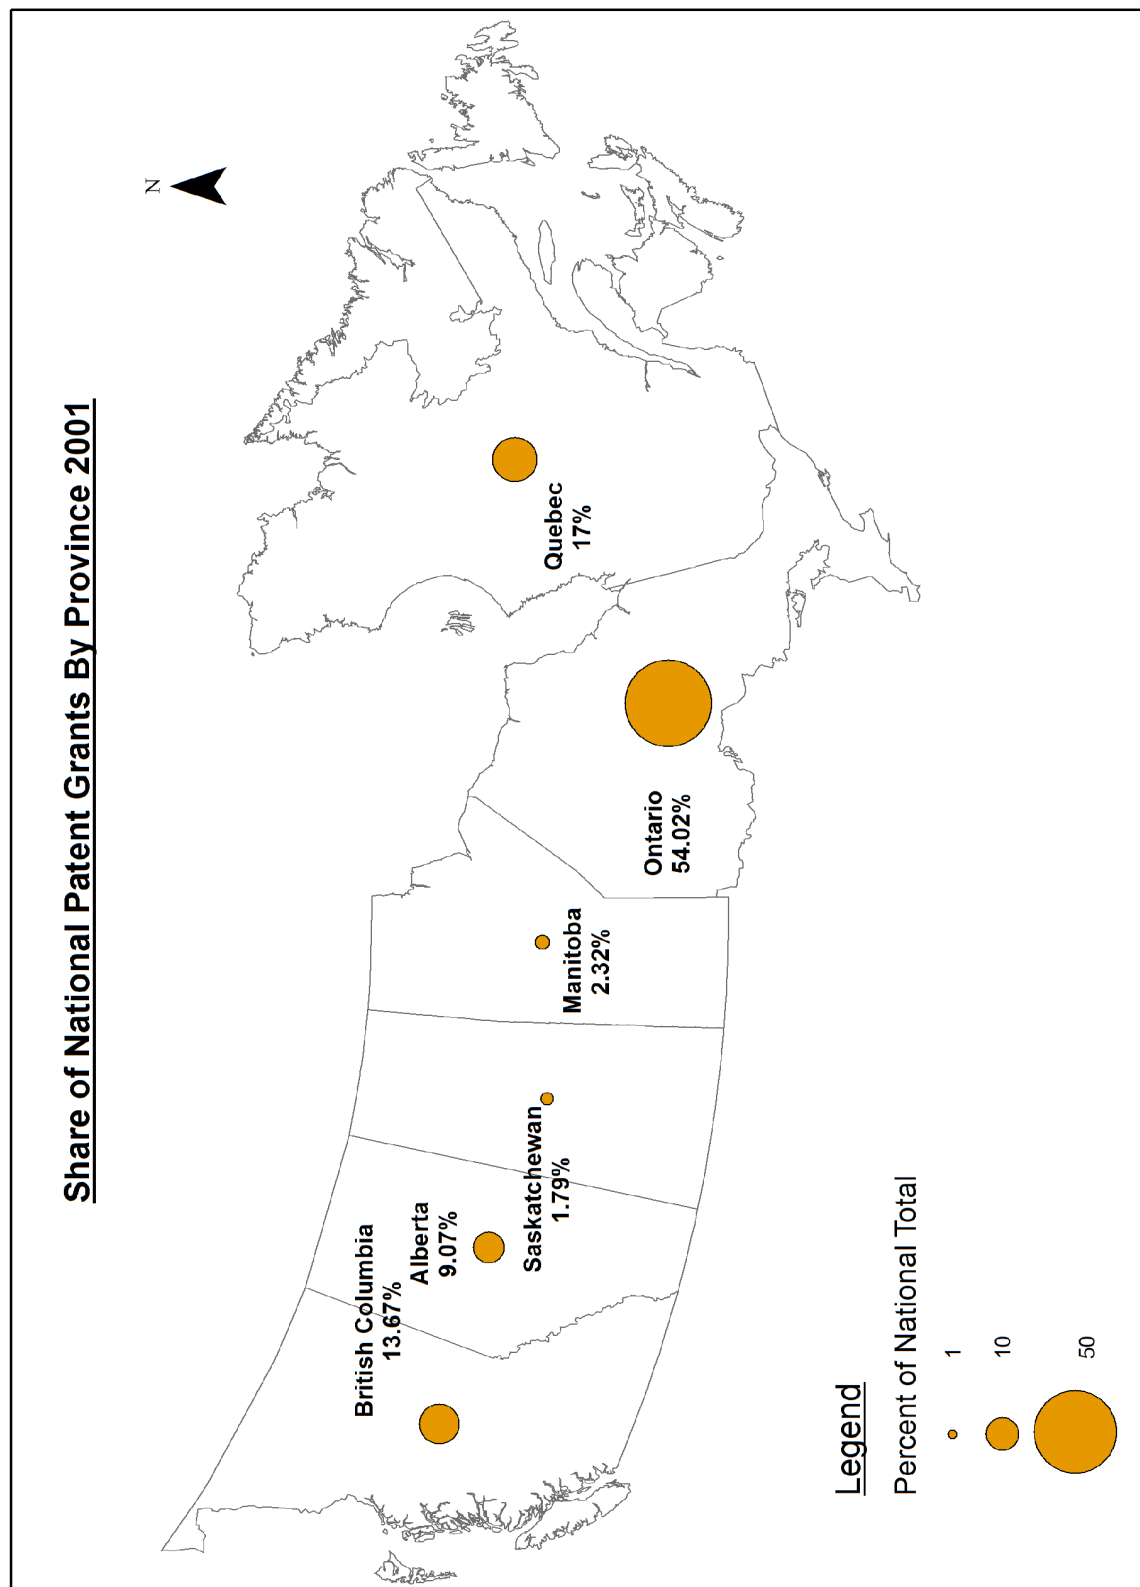 Share of National Patent Grants By Province 2001
N
British Columbia
13.67%
Alberta
9.07%
Saskatchewan
1.79%
Manitoba
2.32%
Ontario
54.02%
Quebec
17%
Legend
Percent of National Total
1
10
50